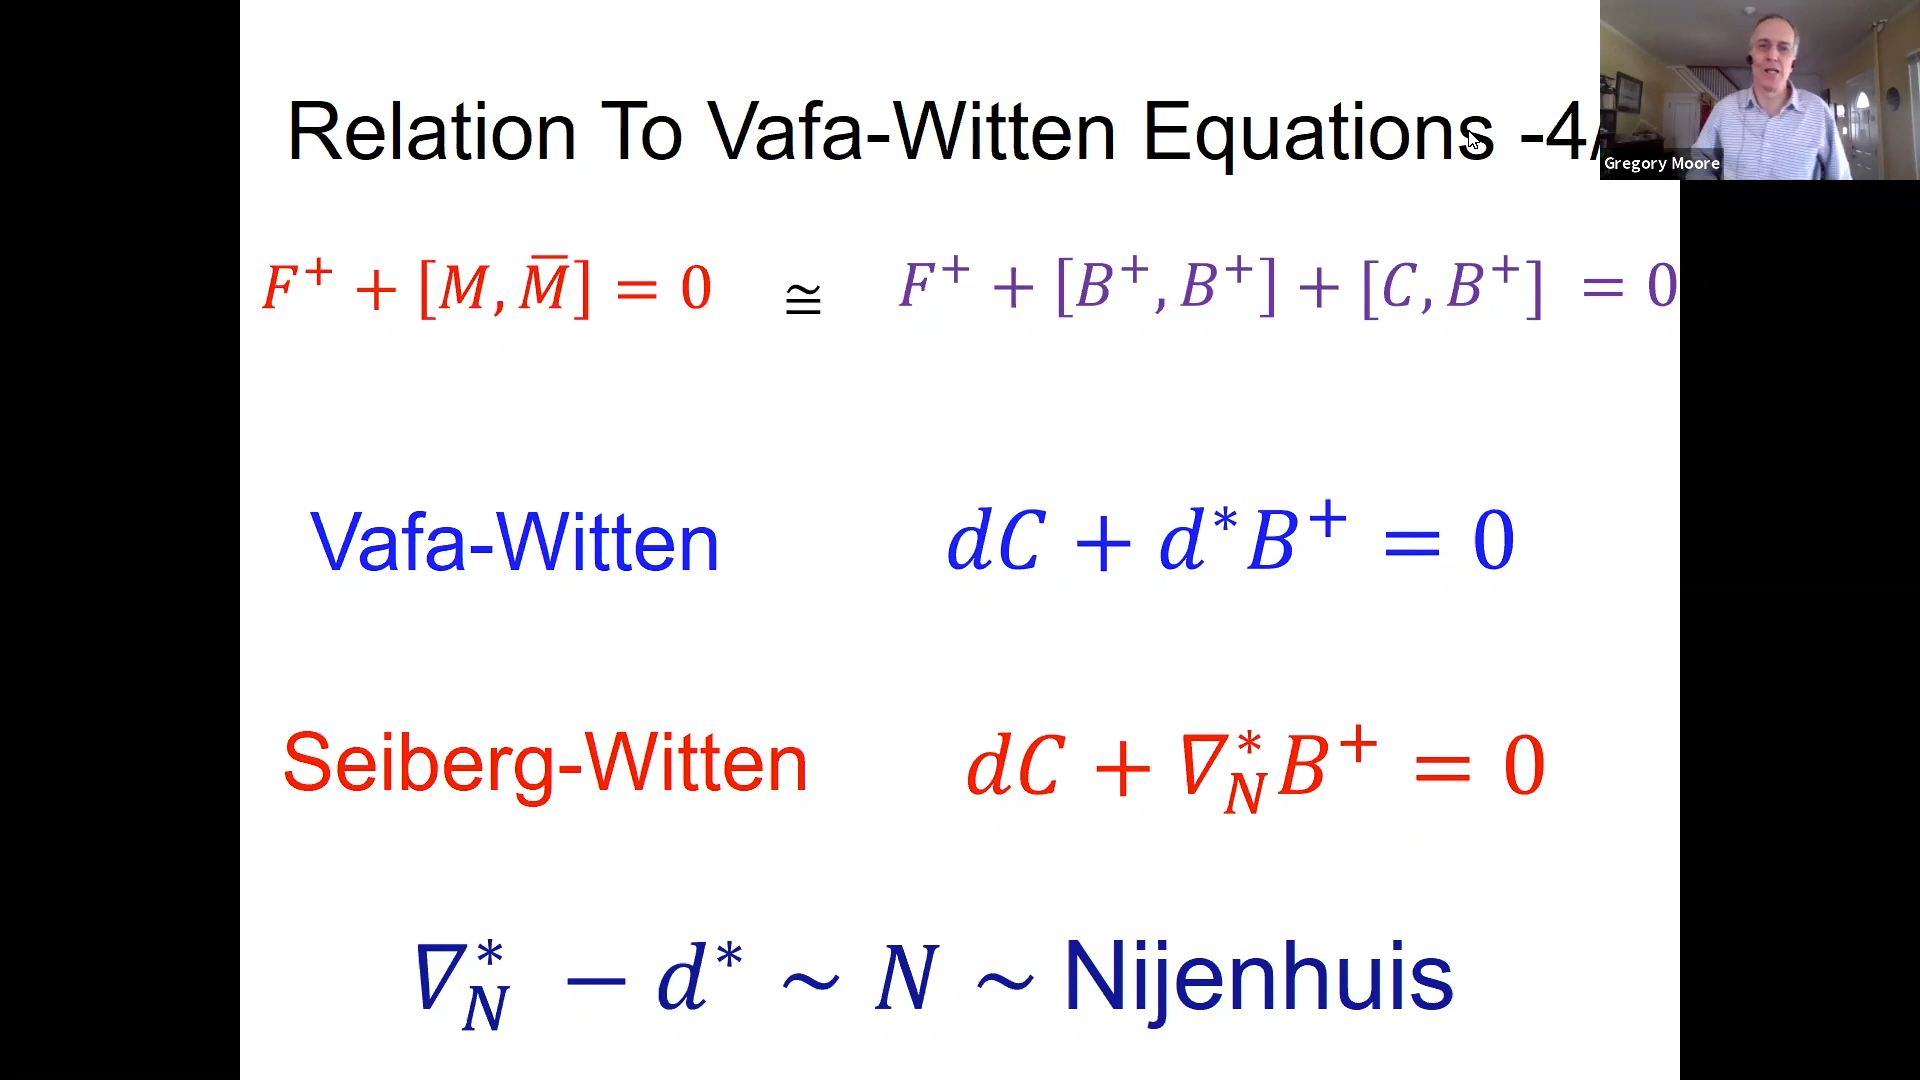 Relation To Vafa-Witten Equations -4/
Gregory Moore
F⁺ + [M, M̅] = 0 ≅ F⁺ + [B⁺, B⁺] + [C, B⁺] = 0
Vafa-Witten dC + d*B⁺ = 0
Seiberg-Witten dC + ∇*_N B⁺ = 0
∇*_N − d* ~ N ~ Nijenhuis